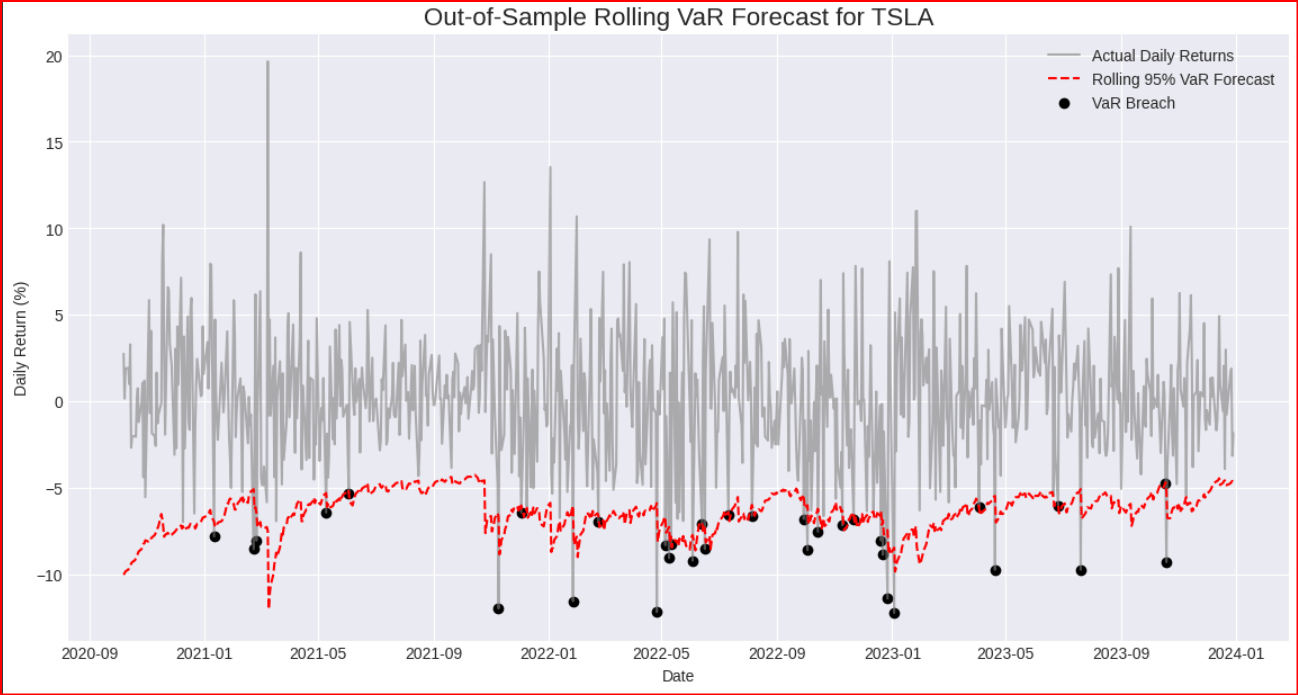 Out-of-Sample Rolling VaR Forecast for TSLA
Actual Daily Returns
Rolling 95% VaR Forecast
VaR Breach
20
15
10
5
0
−5
−10
Daily Return (%)
2020-09 2021-01 2021-05 2021-09 2022-01 2022-05 2022-09 2023-01 2023-05 2023-09 2024-01
Date